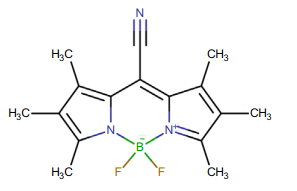 N
H₃C CH₃
H₃C CH₃
N N⁺
B⁻
H₃C F F CH₃